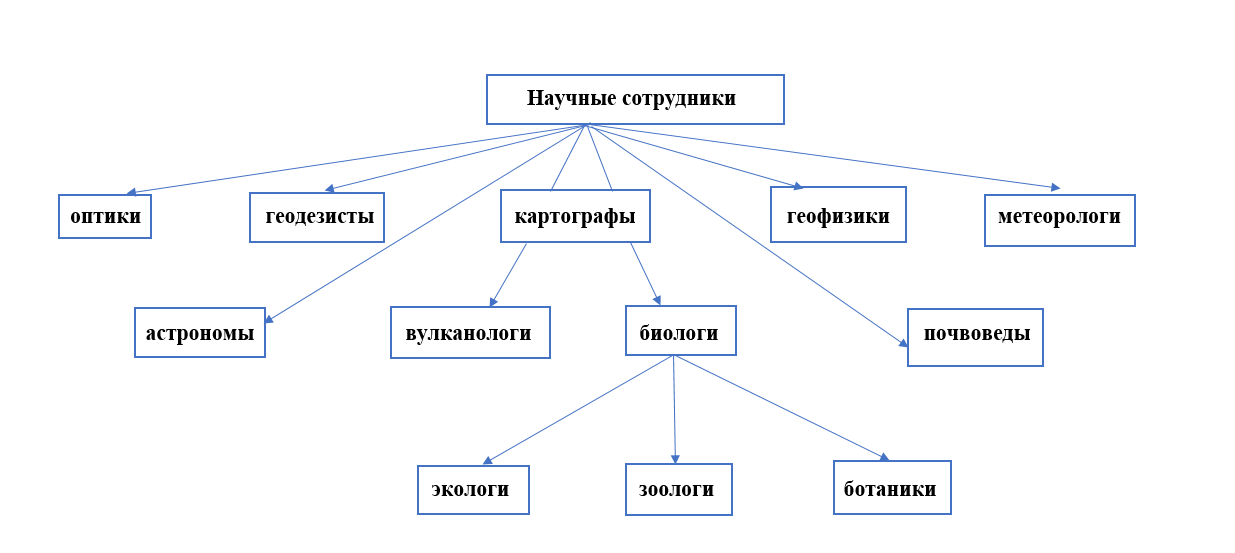 Научные сотрудники
оптики
геодезисты
картографы
геофизики
метеорологи
астрономы
вулканологи
биологи
почвоведы
экологи
зоологи
ботаники